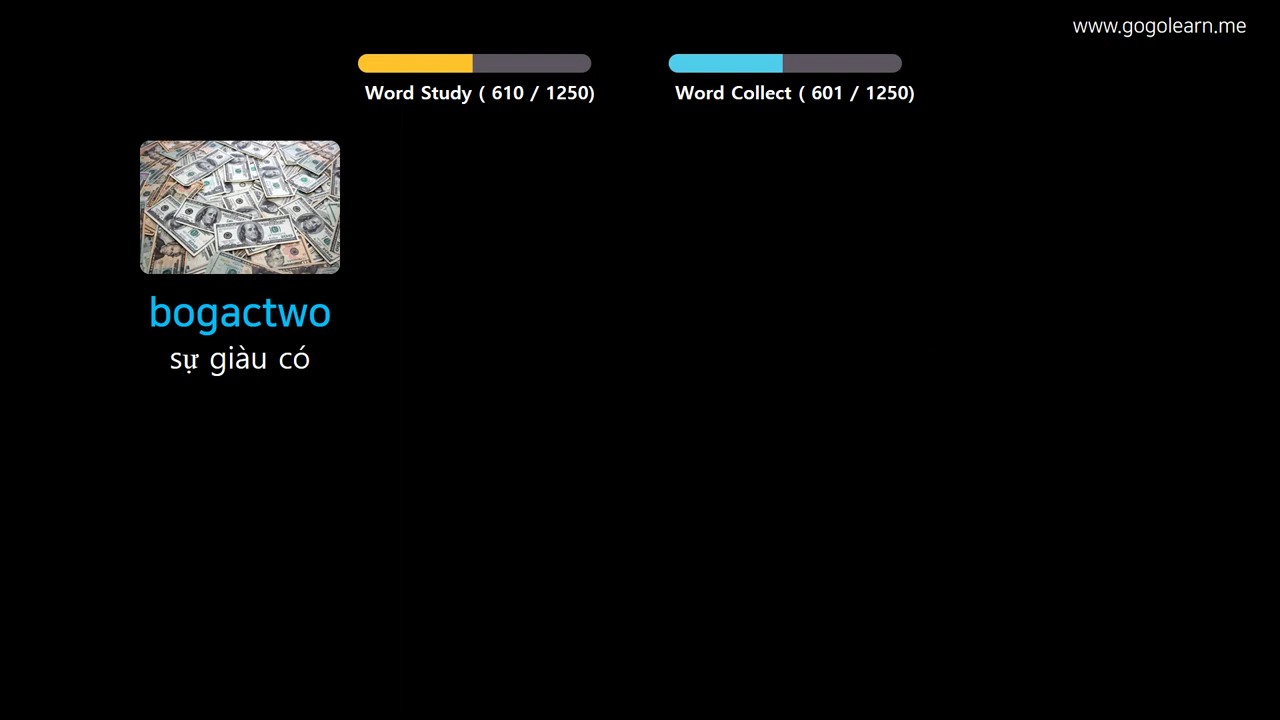 www.gogolearn.me
Word Study ( 610 / 1250)
Word Collect ( 601 / 1250)
bogactwo
sự giàu có